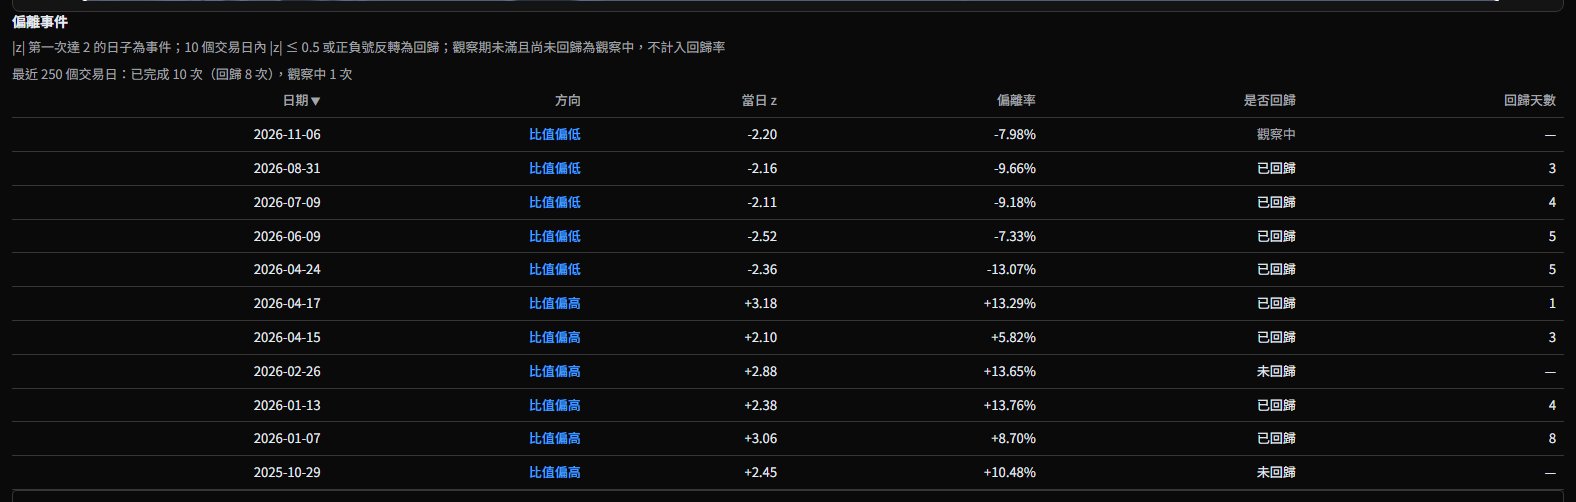 偏離事件
|z| 第一次達 2 的日子為事件；10 個交易日內 |z| ≤ 0.5 或正負號反轉為回歸；觀察期未滿且尚未回歸為觀察中，不計入回歸率
最近 250 個交易日：已完成 10 次（回歸 8 次），觀察中 1 次
日期▼ 方向 當日 z 偏離率 是否回歸 回歸天數
2026-11-06 比值偏低 -2.20 -7.98% 觀察中 —
2026-08-31 比值偏低 -2.16 -9.66% 已回歸 3
2026-07-09 比值偏低 -2.11 -9.18% 已回歸 4
2026-06-09 比值偏低 -2.52 -7.33% 已回歸 5
2026-04-24 比值偏低 -2.36 -13.07% 已回歸 5
2026-04-17 比值偏高 +3.18 +13.29% 已回歸 1
2026-04-15 比值偏高 +2.10 +5.82% 已回歸 3
2026-02-26 比值偏高 +2.88 +13.65% 未回歸 —
2026-01-13 比值偏高 +2.38 +13.76% 已回歸 4
2026-01-07 比值偏高 +3.06 +8.70% 已回歸 8
2025-10-29 比值偏高 +2.45 +10.48% 未回歸 —